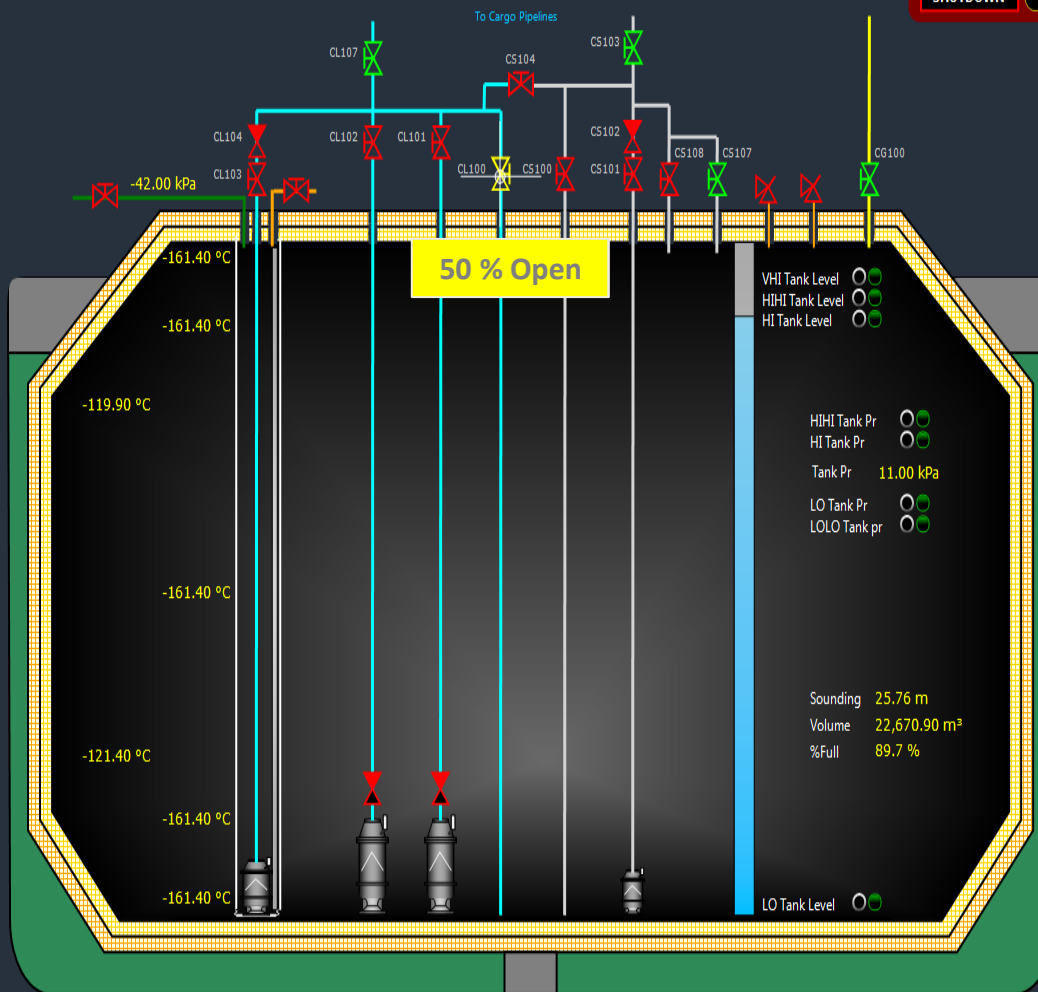 SHUTDOWN
To Cargo Pipelines
CL107
CS104
CS103
CL104
CL102
CL101
CS102
CL103
CL100
CS100
CS101
CS108
CS107
CG100
-42.00 kPa
-161.40 °C
50 % Open
VHI Tank Level
HIHI Tank Level
HI Tank Level
-161.40 °C
-119.90 °C
HIHI Tank Pr
HI Tank Pr
Tank Pr 11.00 kPa
LO Tank Pr
LOLO Tank pr
-161.40 °C
Sounding 25.76 m
Volume 22,670.90 m³
%Full 89.7 %
-121.40 °C
-161.40 °C
-161.40 °C
LO Tank Level